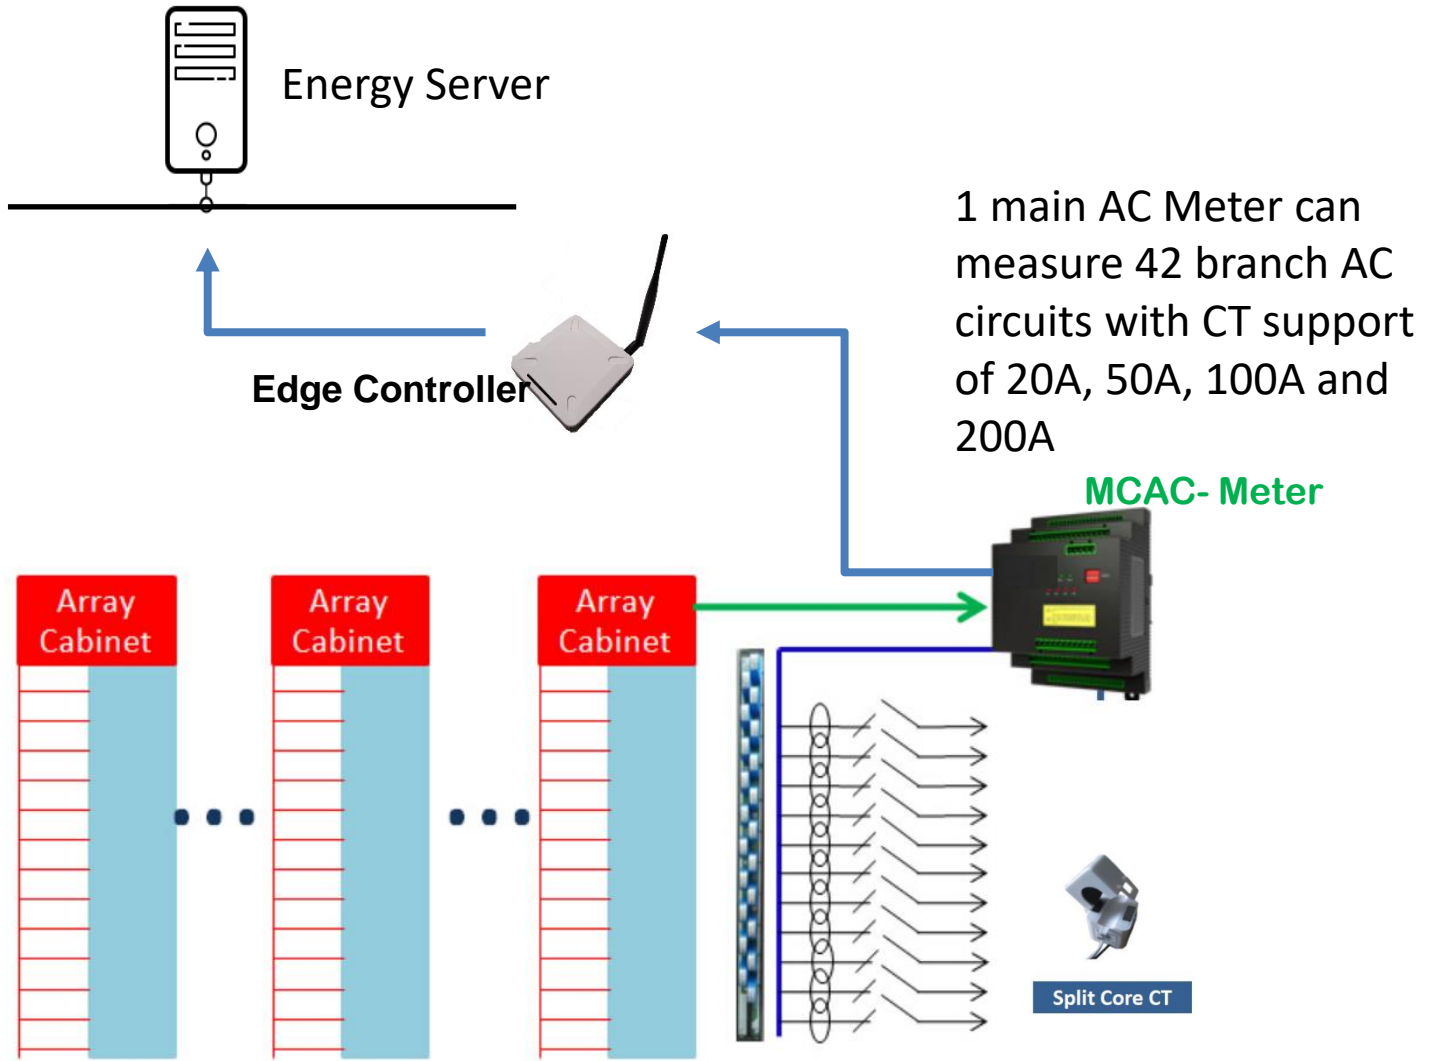 Energy Server
1 main AC Meter can
measure 42 branch AC
circuits with CT support
of 20A, 50A, 100A and
200A
Edge Controller
MCAC- Meter
Array
Cabinet
Array
Cabinet
Array
Cabinet
Split Core CT